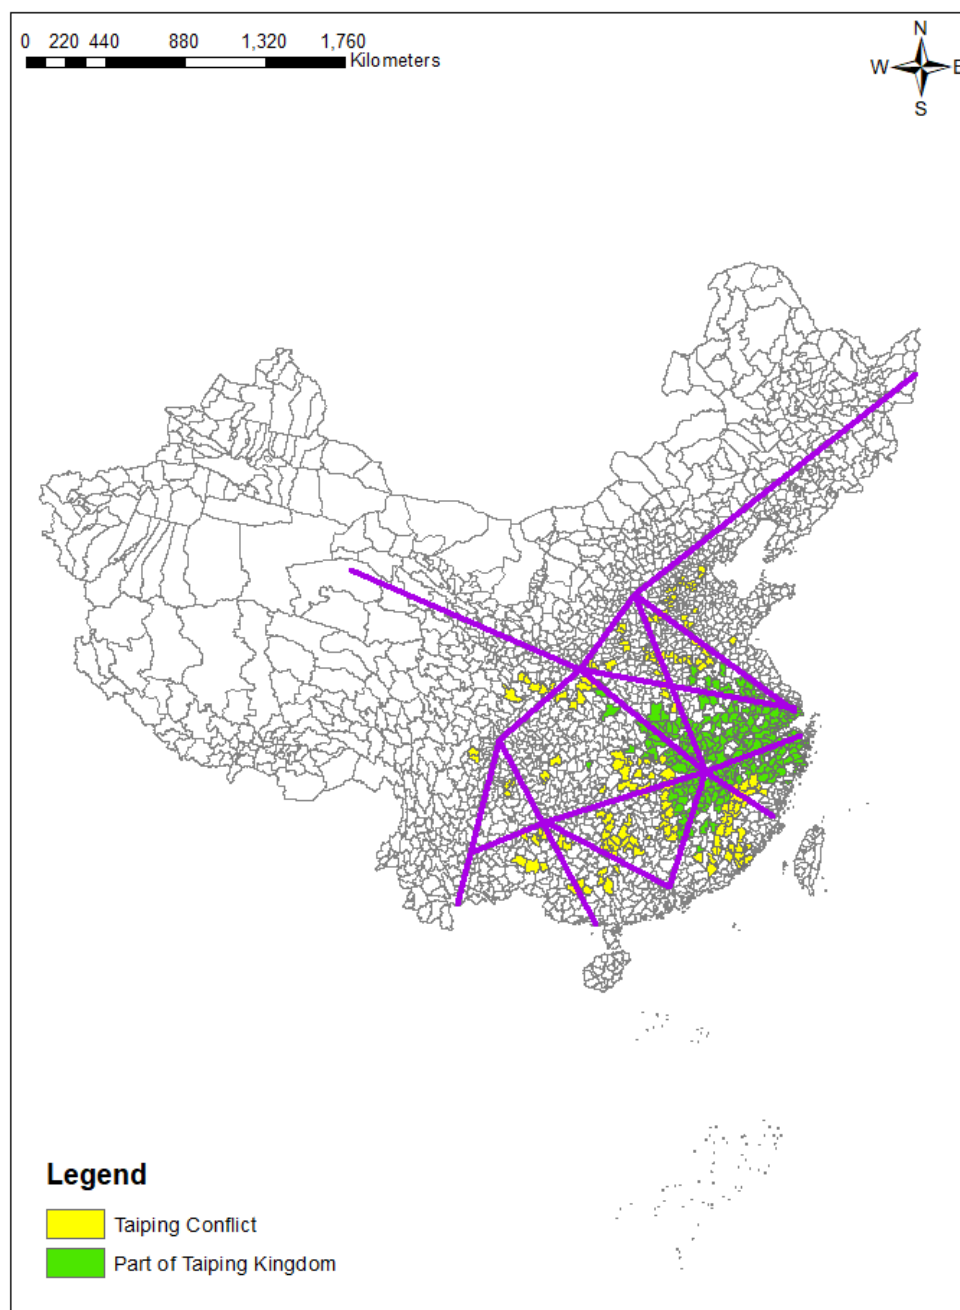 0 220 440 880 1,320 1,760
Kilometers
N
W E
S
Legend
Taiping Conflict
Part of Taiping Kingdom